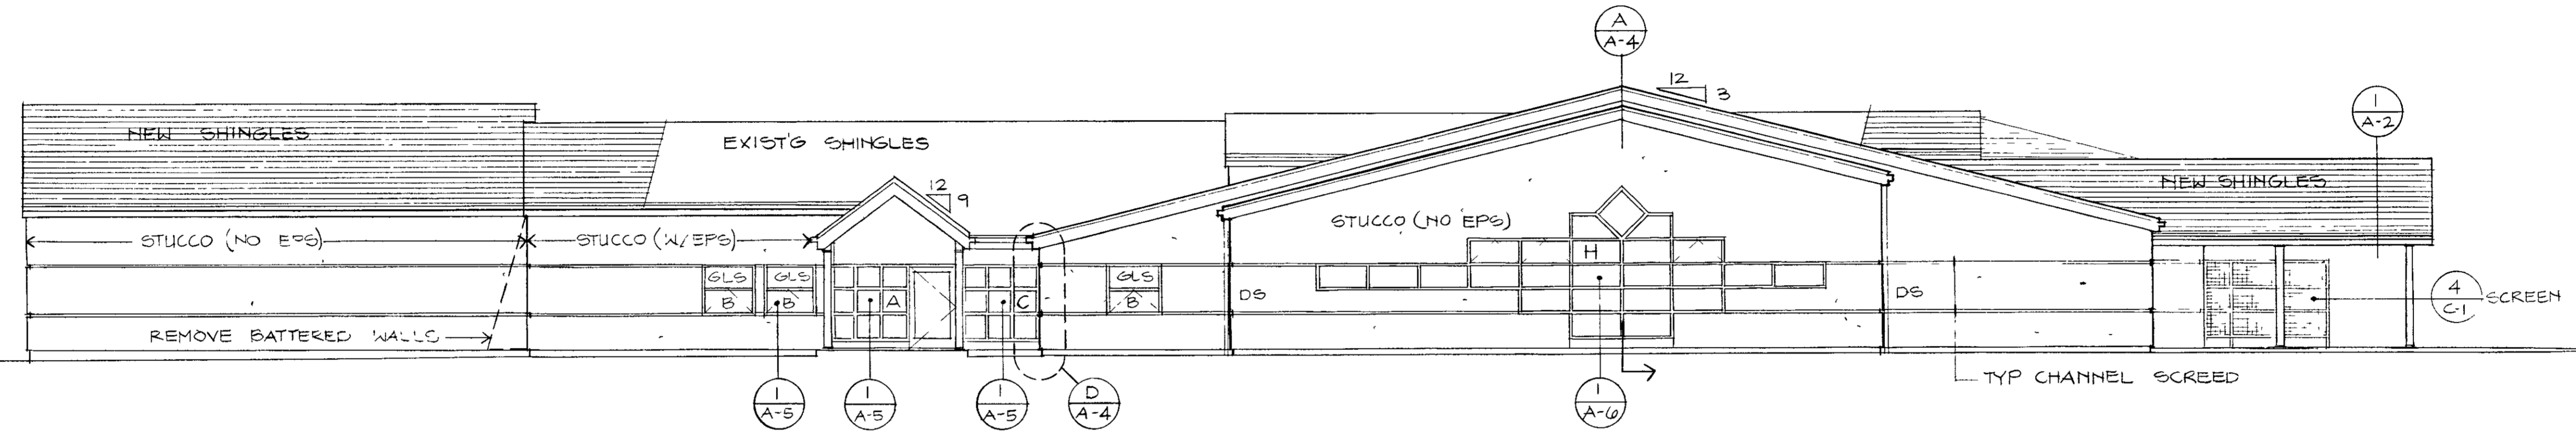 A
A-4
12
3
1
A-2
NEW SHINGLES
EXIST'G SHINGLES
NEW SHINGLES
12
9
STUCCO (NO EPS)
STUCCO (NO EPS)
STUCCO (W/EPS)
H
GLS
GLS
GLS
B
B
A
C
B
DS
DS
4
C-1
SCREEN
REMOVE BATTERED WALLS
TYP CHANNEL SCREED
1
A-5
1
A-5
1
A-5
D
A-4
1
A-6